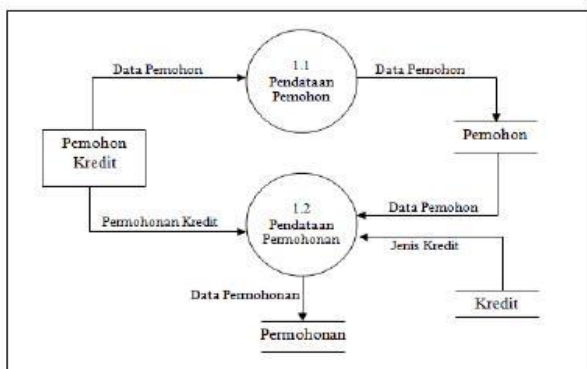 1.1
Pendataan
Pemohon
Data Pemohon
Data Pemohon
Pemohon
Kredit
Pemohon
1.2
Pendataan
Permohonan
Permohonan Kredit
Data Pemohon
Jenis Kredit
Data Permohonan
Kredit
Permohonan